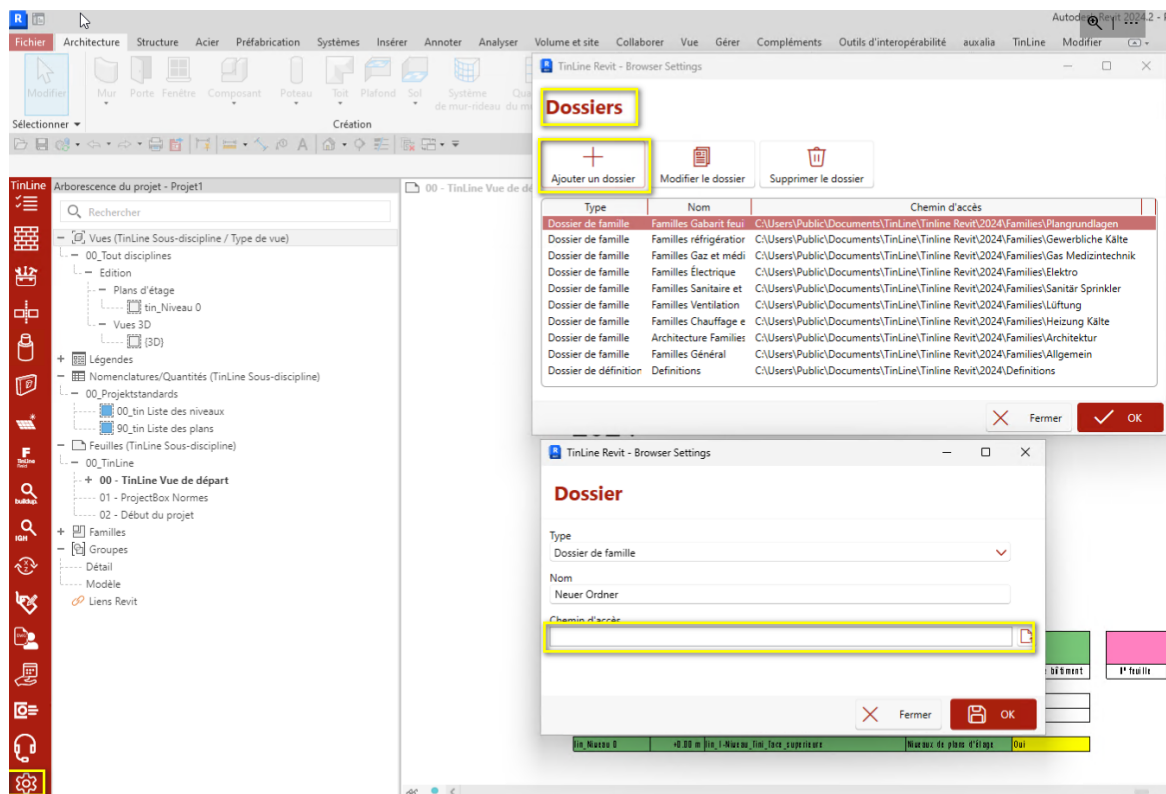 R
Autodesk Revit 2024.2 -
Fichier Architecture Structure Acier Préfabrication Systèmes Insérer Annoter Analyser Volume et site Collaborer Vue Gérer Compléments Outils d'interopérabilité auxalia TinLine Modifier
Modifier Mur Porte Fenêtre Composant Poteau Toit Plafond Sol Système
de mur-rideau du
Sélectionner
Création
TinLine Revit - Browser Settings
Dossiers
Ajouter un dossier Modifier le dossier Supprimer le dossier
Type Nom Chemin d'accès
Dossier de famille Familles Gabarit feui C:\Users\Public\Documents\TinLine\Tinline Revit\2024\Families\Plangrundlagen
Dossier de famille Familles réfrigération C:\Users\Public\Documents\TinLine\Tinline Revit\2024\Families\Gewerbliche Kälte
Dossier de famille Familles Gaz et médi C:\Users\Public\Documents\TinLine\Tinline Revit\2024\Families\Gas Medizintechnik
Dossier de famille Familles Électrique C:\Users\Public\Documents\TinLine\Tinline Revit\2024\Families\Elektro
Dossier de famille Familles Sanitaire et C:\Users\Public\Documents\TinLine\Tinline Revit\2024\Families\Sanitär Sprinkler
Dossier de famille Familles Ventilation C:\Users\Public\Documents\TinLine\Tinline Revit\2024\Families\Lüftung
Dossier de famille Familles Chauffage e C:\Users\Public\Documents\TinLine\Tinline Revit\2024\Families\Heizung Kälte
Dossier de famille Architecture Families C:\Users\Public\Documents\TinLine\Tinline Revit\2024\Families\Architektur
Dossier de famille Familles Général C:\Users\Public\Documents\TinLine\Tinline Revit\2024\Families\Allgemein
Dossier de définition Definitions C:\Users\Public\Documents\TinLine\Tinline Revit\2024\Definitions
Fermer OK
TinLine
Arborescence du projet - Projet1
00 - TinLine Vue de
Rechercher
Vues (TinLine Sous-discipline / Type de vue)
00_Tout disciplines
Edition
Plans d'étage
tin_Niveau 0
Vues 3D
{3D}
Légendes
Nomenclatures/Quantités (TinLine Sous-discipline)
00_Projektstandards
00_tin Liste des niveaux
90_tin Liste des plans
Feuilles (TinLine Sous-discipline)
00_TinLine
00 - TinLine Vue de départ
01 - ProjectBox Normes
02 - Début du projet
Familles
Groupes
Détail
Modèle
Liens Revit
F
TinLine
Revit
buildup.
IGH
TinLine Revit - Browser Settings
Dossier
Type
Dossier de famille
Nom
Neuer Ordner
Chemin d'accès
Fermer OK
bâtiment
N° feuille
tin_Niveau 0 +0.00 m tin_1-Niveau_fini_face_superieure Niveaux de plans d'étage Oui